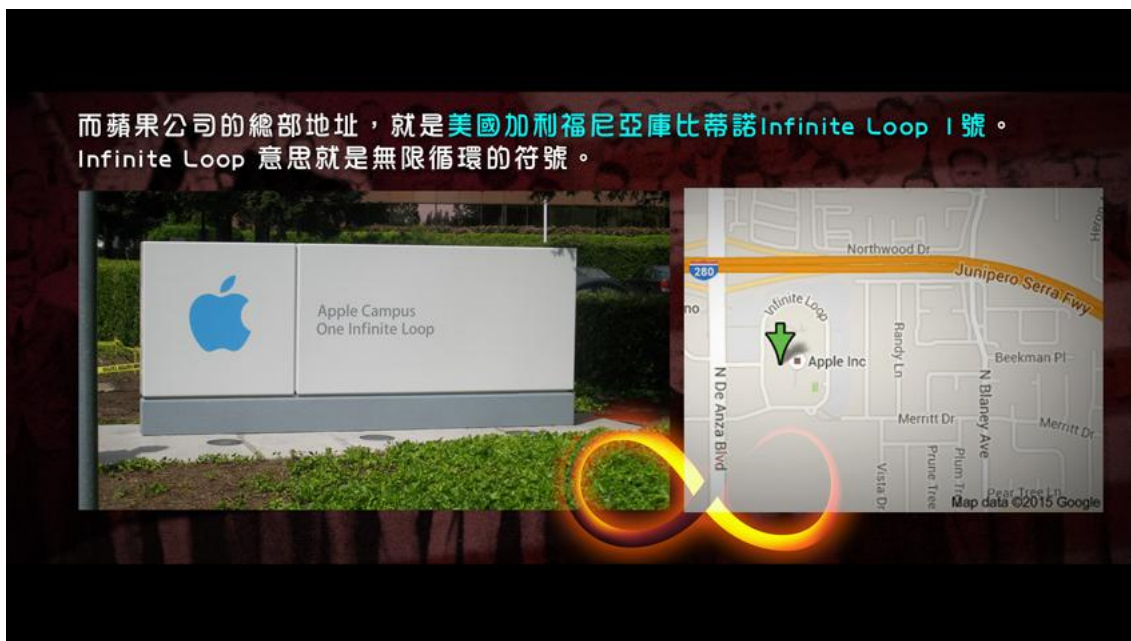 而蘋果公司的總部地址，就是美國加利福尼亞庫比蒂諾Infinite Loop 1號。
Infinite Loop 意思就是無限循環的符號。
Apple Campus
One Infinite Loop
Northwood Dr
280
Junipero Serra Fwy
Infinite Loop
no
Apple Inc
Randy Ln
Beekman Pl
N De Anza Blvd
N Blaney Ave
Merritt Dr
Merritt Dr
Vista Dr
Prune Tree
Plum Tr
Pear Tree Ln
Map data ©2015 Google